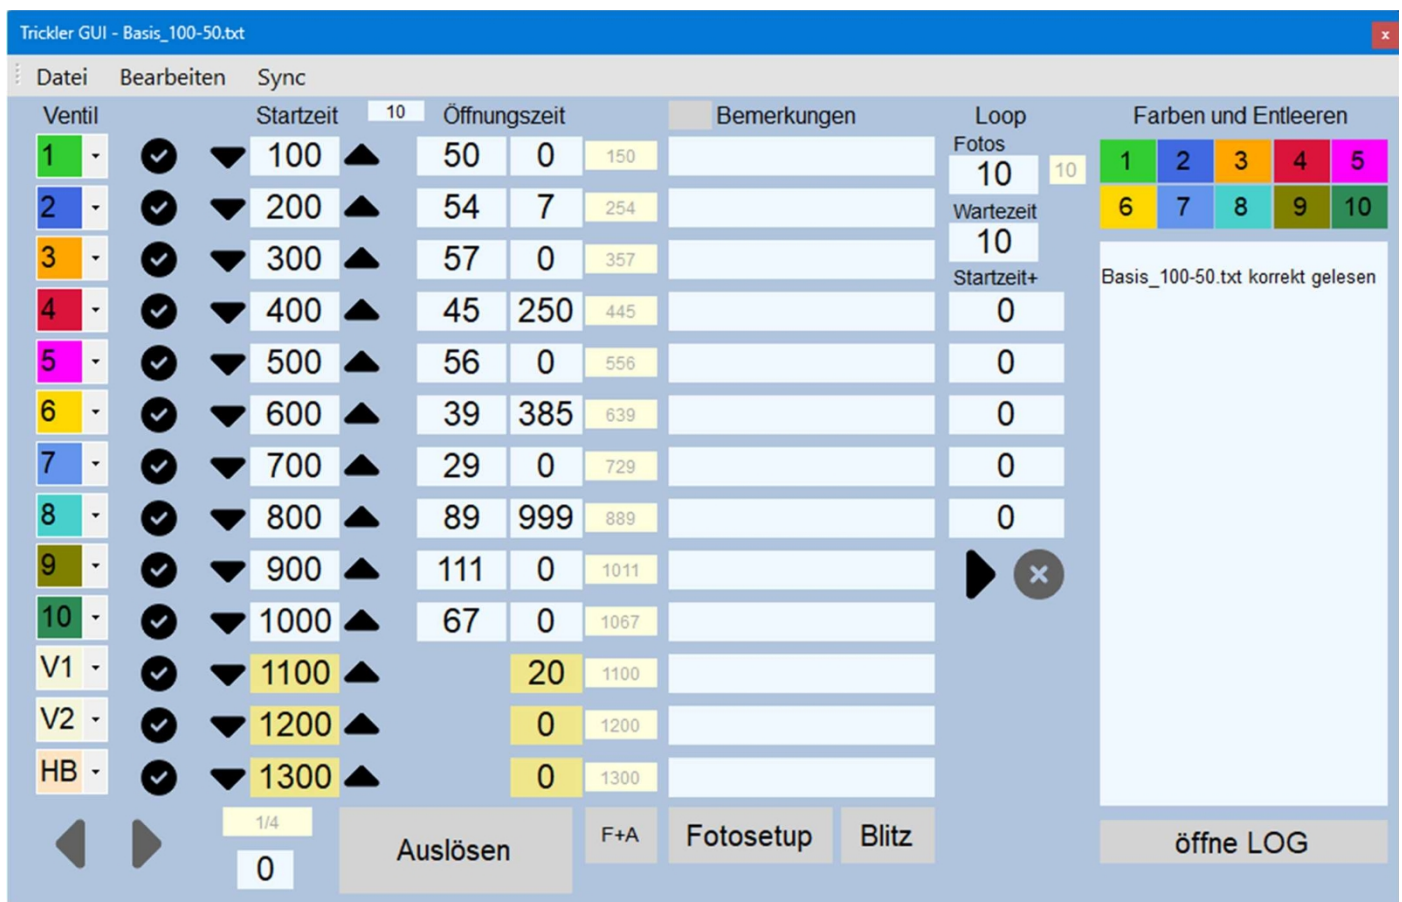 Trickler GUI - Basis_100-50.txt x
Datei Bearbeiten Sync
Ventil Startzeit 10 Öffnungszeit Bemerkungen Loop Farben und Entleeren
1 100 50 0 150 Fotos 10 10 1 2 3 4 5
2 200 54 7 254 Wartezeit 6 7 8 9 10
3 300 57 0 357 10
Startzeit+ Basis_100-50.txt korrekt gelesen
4 400 45 250 445 0
5 500 56 0 556 0
6 600 39 385 639 0
7 700 29 0 729 0
8 800 89 999 889 0
9 900 111 0 1011
10 1000 67 0 1067
V1 1100 20 1100
V2 1200 0 1200
HB 1300 0 1300
1/4
0 Auslösen F+A Fotosetup Blitz öffne LOG